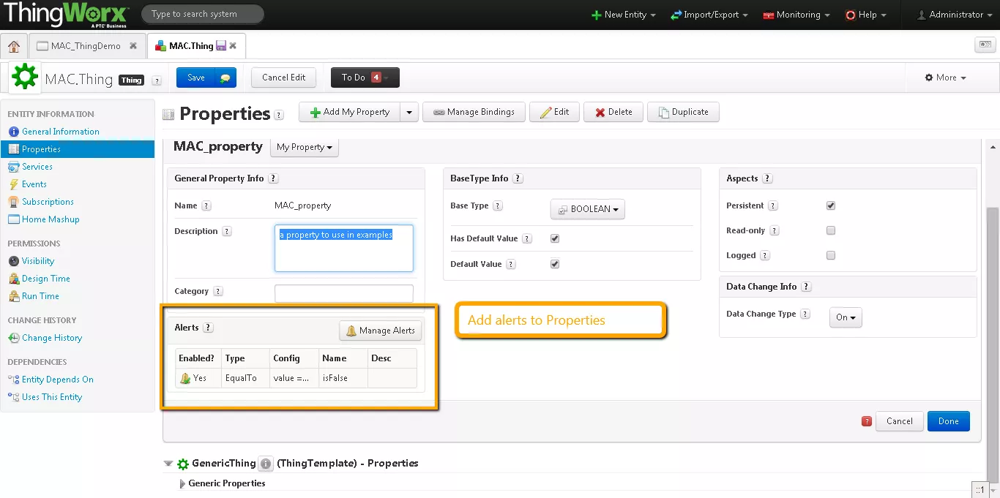 ThingWorx
A PTC Business
Type to search system
New Entity
Import/Export
Monitoring
Help
Administrator
MAC_ThingDemo
MAC.Thing
MAC.Thing Thing ?
Save
Cancel Edit
To Do 4
More
ENTITY INFORMATION
General Information
Properties
Services
Events
Subscriptions
Home Mashup
PERMISSIONS
Visibility
Design Time
Run Time
CHANGE HISTORY
Change History
DEPENDENCIES
Entity Depends On
Uses This Entity
Properties ?
Add My Property
Manage Bindings
Edit
Delete
Duplicate
MAC_property My Property
General Property Info ?
Name ? MAC_property
Description ? a property to use in examples
Category ?
Alerts ? Manage Alerts
Enabled? Type Config Name Desc
Yes EqualTo value =... isFalse
BaseType Info ?
Base Type ? BOOLEAN
Has Default Value ?
Default Value ?
Add alerts to Properties
Aspects ?
Persistent ?
Read-only ?
Logged ?
Data Change Info ?
Data Change Type ? On
? Cancel Done
GenericThing (ThingTemplate) - Properties
Generic Properties
::1